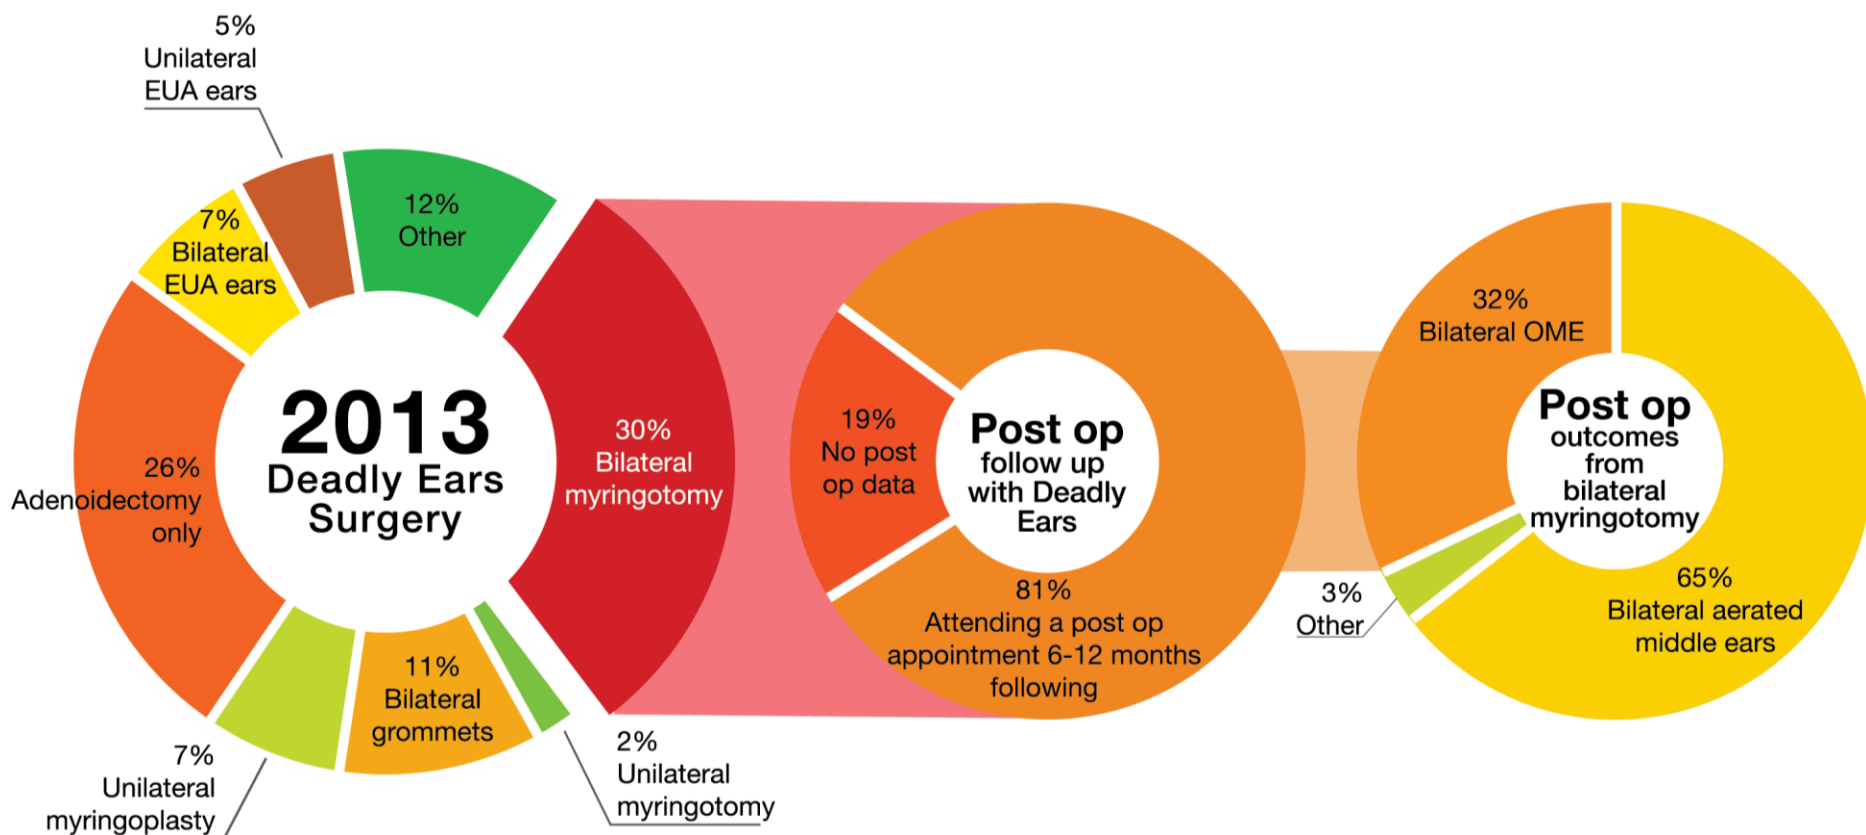 5%
Unilateral
EUA ears
7%
Bilateral
EUA ears
12%
Other
26%
Adenoidectomy
only
2013
Deadly Ears
Surgery
30%
Bilateral
myringotomy
7%
Unilateral
myringoplasty
11%
Bilateral
grommets
2%
Unilateral
myringotomy
19%
No post
op data
Post op
follow up
with Deadly
Ears
81%
Attending a post op
appointment 6-12 months
following
32%
Bilateral OME
Post op
outcomes
from
bilateral
myringotomy
3%
Other
65%
Bilateral aerated
middle ears